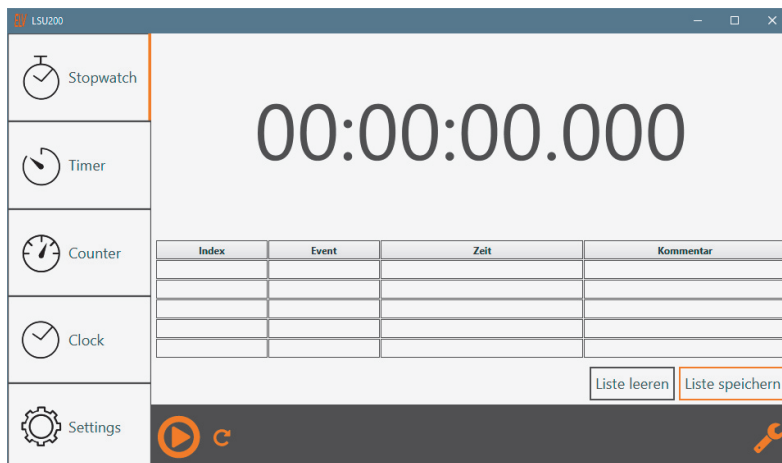 LSU200
Stopwatch
Timer
Counter
Clock
Settings
00:00:00.000
Index Event Zeit Kommentar
Liste leeren Liste speichern